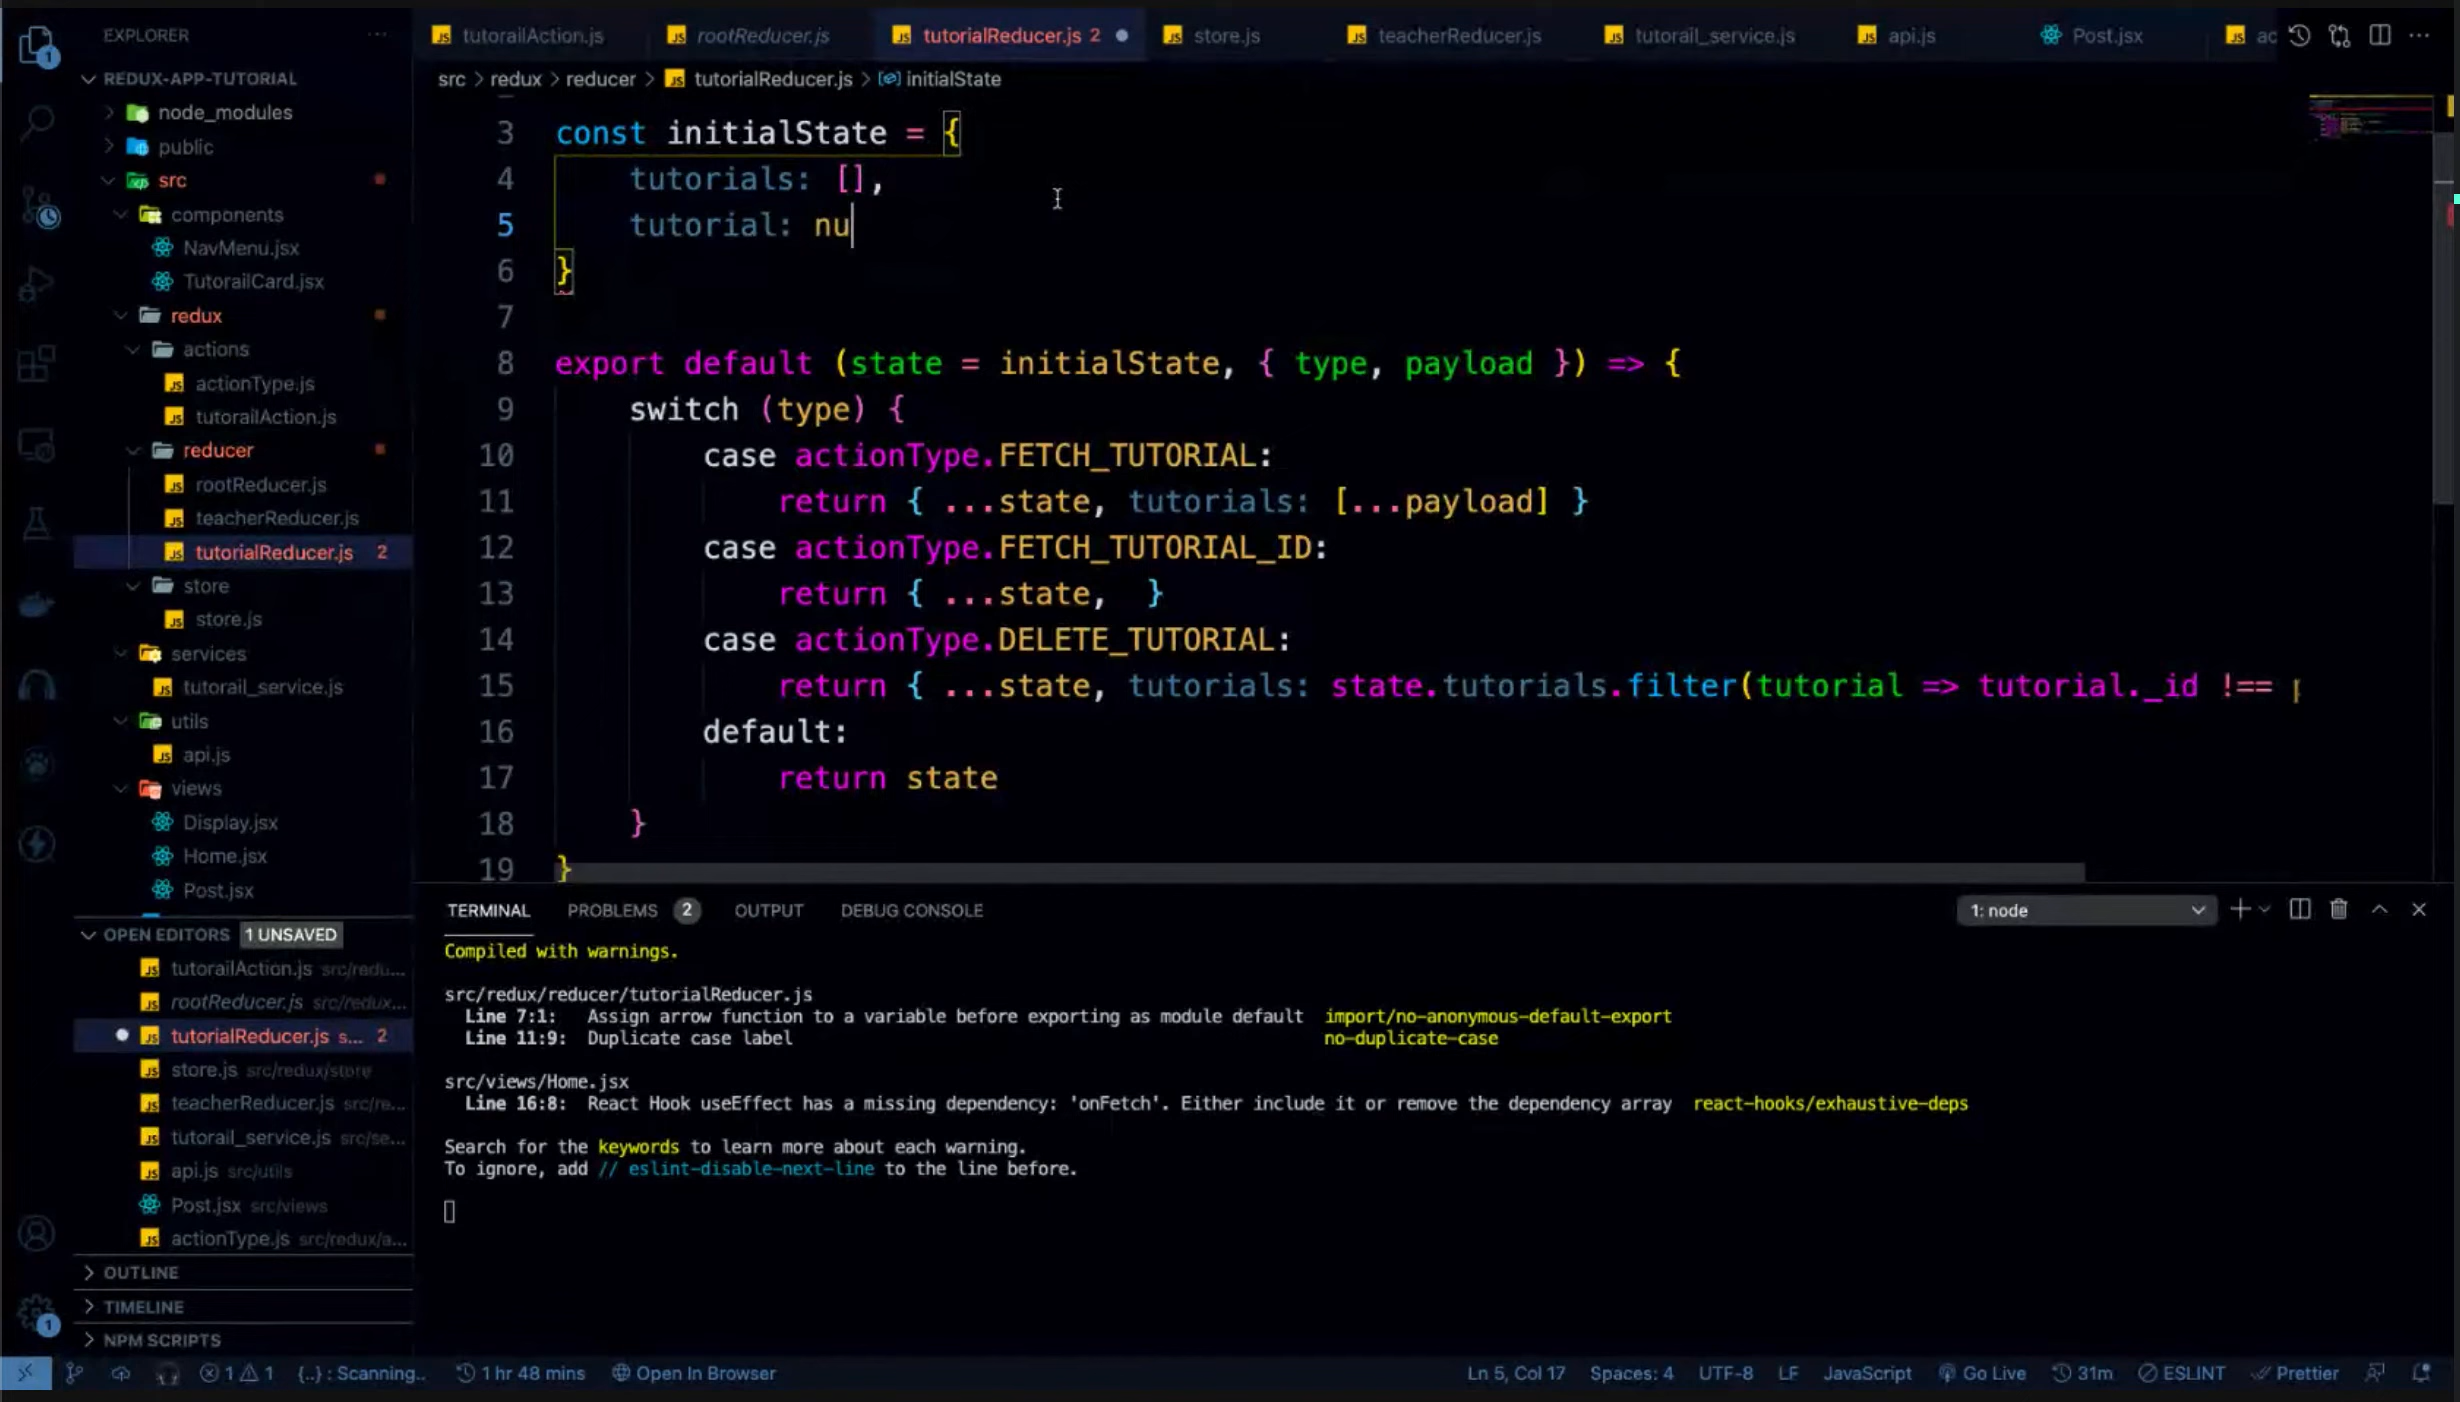 EXPLORER
REDUX-APP-TUTORIAL
node_modules
public
src
components
NavMenu.jsx
TutorailCard.jsx
redux
actions
actionType.js
tutorailAction.js
reducer
rootReducer.js
teacherReducer.js
tutorialReducer.js 2
store
store.js
services
tutorail_service.js
utils
api.js
views
Display.jsx
Home.jsx
Post.jsx
OPEN EDITORS 1 UNSAVED
tutorailAction.js src/redu...
rootReducer.js src/redux...
tutorialReducer.js s... 2
store.js src/redux/store
teacherReducer.js src/re...
tutorail_service.js src/se...
api.js src/utils
Post.jsx src/views
actionType.js src/redux/a...
OUTLINE
TIMELINE
NPM SCRIPTS
tutorailAction.js rootReducer.js tutorialReducer.js 2 store.js teacherReducer.js tutorail_service.js api.js Post.jsx ac
src > redux > reducer > tutorialReducer.js > initialState
3 const initialState = {
4 tutorials: [],
5 tutorial: nu
6 }
7
8 export default (state = initialState, { type, payload }) => {
9 switch (type) {
10 case actionType.FETCH_TUTORIAL:
11 return { ...state, tutorials: [...payload] }
12 case actionType.FETCH_TUTORIAL_ID:
13 return { ...state, }
14 case actionType.DELETE_TUTORIAL:
15 return { ...state, tutorials: state.tutorials.filter(tutorial => tutorial._id !==
16 default:
17 return state
18 }
19 }
TERMINAL PROBLEMS 2 OUTPUT DEBUG CONSOLE 1: node
Compiled with warnings.
src/redux/reducer/tutorialReducer.js
Line 7:1: Assign arrow function to a variable before exporting as module default import/no-anonymous-default-export
Line 11:9: Duplicate case label no-duplicate-case
src/views/Home.jsx
Line 16:8: React Hook useEffect has a missing dependency: 'onFetch'. Either include it or remove the dependency array react-hooks/exhaustive-deps
Search for the keywords to learn more about each warning.
To ignore, add // eslint-disable-next-line to the line before.
1 1 {..} : Scanning.. 1 hr 48 mins Open In Browser Ln 5, Col 17 Spaces: 4 UTF-8 LF JavaScript Go Live 31m ESLINT Prettier